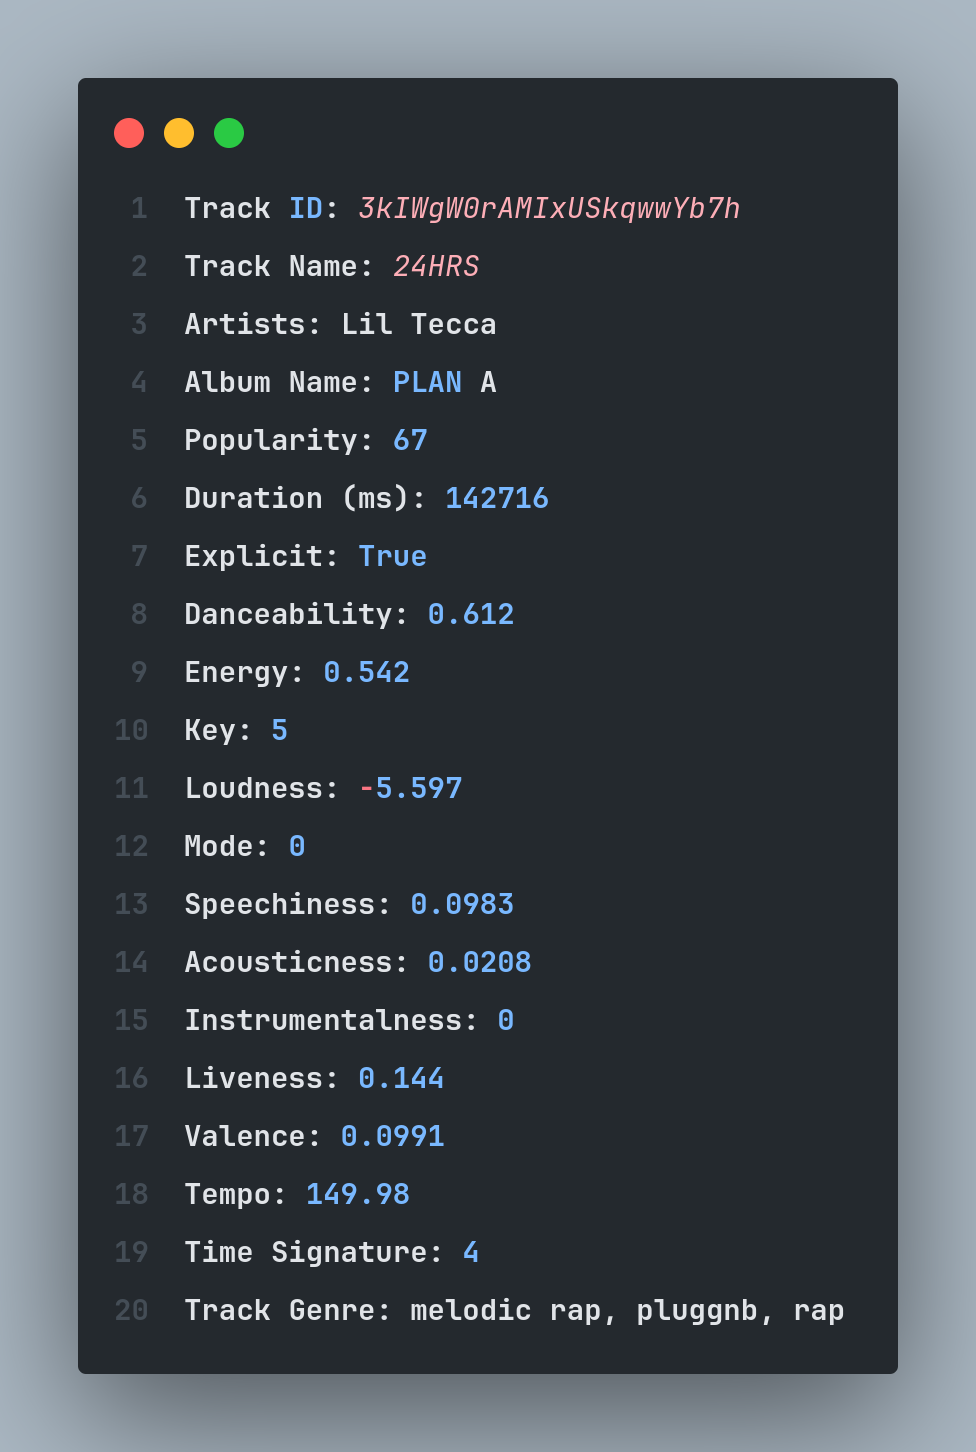 1 Track ID: 3kIWgW0rAMIxUSkqwwYb7h
2 Track Name: 24HRS
3 Artists: Lil Tecca
4 Album Name: PLAN A
5 Popularity: 67
6 Duration (ms): 142716
7 Explicit: True
8 Danceability: 0.612
9 Energy: 0.542
10 Key: 5
11 Loudness: -5.597
12 Mode: 0
13 Speechiness: 0.0983
14 Acousticness: 0.0208
15 Instrumentalness: 0
16 Liveness: 0.144
17 Valence: 0.0991
18 Tempo: 149.98
19 Time Signature: 4
20 Track Genre: melodic rap, pluggnb, rap